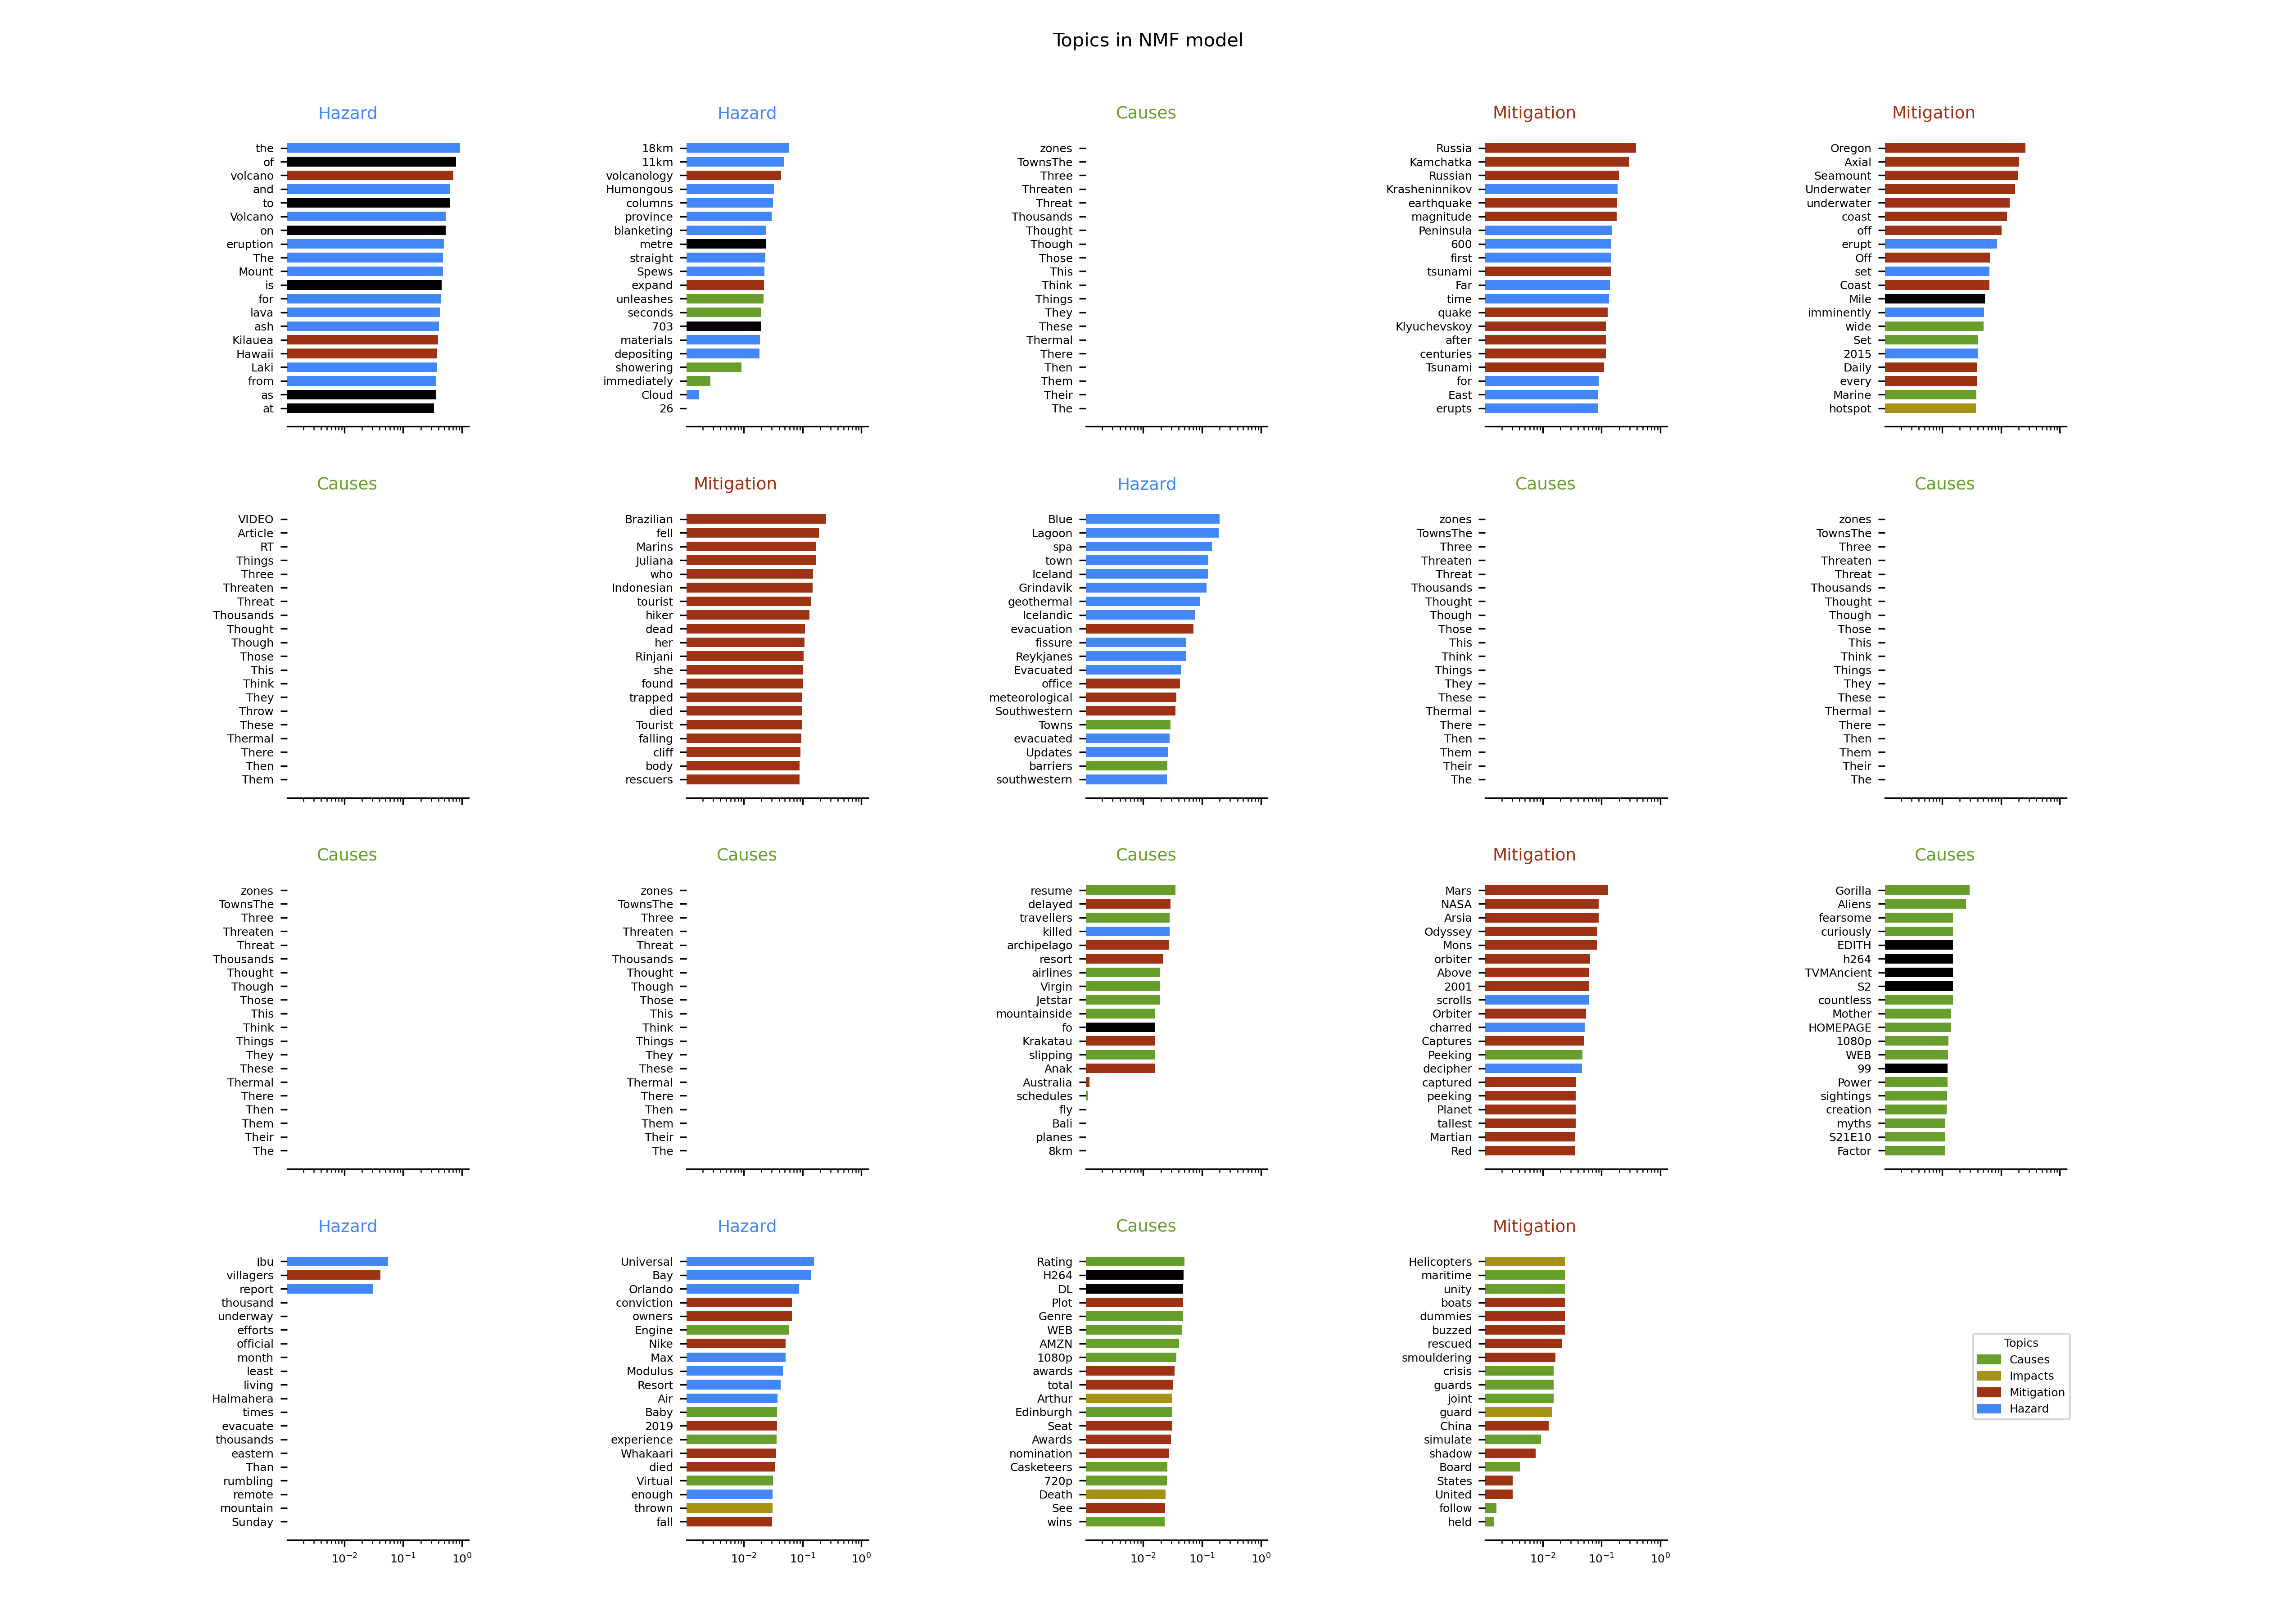 Topics in NMF model
Hazard
the
of
volcano
and
to
Volcano
on
eruption
The
Mount
is
for
lava
ash
Kilauea
Hawaii
Laki
from
as
at
Hazard
18km
11km
volcanology
Humongous
columns
province
blanketing
metre
straight
Spews
expand
unleashes
seconds
703
materials
depositing
showering
immediately
Cloud
26
Causes
zones
TownsThe
Three
Threaten
Threat
Thousands
Thought
Though
Those
This
Think
Things
They
These
Thermal
There
Then
Them
Their
The
Mitigation
Russia
Kamchatka
Russian
Krasheninnikov
earthquake
magnitude
Peninsula
600
first
tsunami
Far
time
quake
Klyuchevskoy
after
centuries
Tsunami
for
East
erupts
Mitigation
Oregon
Axial
Seamount
Underwater
underwater
coast
off
erupt
Off
set
Coast
Mile
imminently
wide
Set
2015
Daily
every
Marine
hotspot
Causes
VIDEO
Article
RT
Things
Three
Threaten
Threat
Thousands
Thought
Though
Those
This
Think
They
Throw
These
Thermal
There
Then
Them
Mitigation
Brazilian
fell
Marins
Juliana
who
Indonesian
tourist
hiker
dead
her
Rinjani
she
found
trapped
died
Tourist
falling
cliff
body
rescuers
Hazard
Blue
Lagoon
spa
town
Iceland
Grindavik
geothermal
Icelandic
evacuation
fissure
Reykjanes
Evacuated
office
meteorological
Southwestern
Towns
evacuated
Updates
barriers
southwestern
Causes
zones
TownsThe
Three
Threaten
Threat
Thousands
Thought
Though
Those
This
Think
Things
They
These
Thermal
There
Then
Them
Their
The
Causes
zones
TownsThe
Three
Threaten
Threat
Thousands
Thought
Though
Those
This
Think
Things
They
These
Thermal
There
Then
Them
Their
The
Causes
zones
TownsThe
Three
Threaten
Threat
Thousands
Thought
Though
Those
This
Think
Things
They
These
Thermal
There
Then
Them
Their
The
Causes
zones
TownsThe
Three
Threaten
Threat
Thousands
Thought
Though
Those
This
Think
Things
They
These
Thermal
There
Then
Them
Their
The
Causes
resume
delayed
travellers
killed
archipelago
resort
airlines
Virgin
Jetstar
mountainside
fo
Krakatau
slipping
Anak
Australia
schedules
fly
Bali
planes
8km
Mitigation
Mars
NASA
Arsia
Odyssey
Mons
orbiter
Above
2001
scrolls
Orbiter
charred
Captures
Peeking
decipher
captured
peeking
Planet
tallest
Martian
Red
Causes
Gorilla
Aliens
fearsome
curiously
EDITH
h264
TVMAncient
S2
countless
Mother
HOMEPAGE
1080p
WEB
99
Power
sightings
creation
myths
S21E10
Factor
Hazard
Ibu
villagers
report
thousand
underway
efforts
official
month
least
living
Halmahera
times
evacuate
thousands
eastern
Than
rumbling
remote
mountain
Sunday
10⁻² 10⁻¹ 10⁰
Hazard
Universal
Bay
Orlando
conviction
owners
Engine
Nike
Max
Modulus
Resort
Air
Baby
2019
experience
Whakaari
died
Virtual
enough
thrown
fall
10⁻² 10⁻¹ 10⁰
Causes
Rating
H264
DL
Plot
Genre
WEB
AMZN
1080p
awards
total
Arthur
Edinburgh
Seat
Awards
nomination
Casketeers
720p
Death
See
wins
10⁻² 10⁻¹ 10⁰
Mitigation
Helicopters
maritime
unity
boats
dummies
buzzed
rescued
smouldering
crisis
guards
joint
guard
China
simulate
shadow
Board
States
United
follow
held
10⁻² 10⁻¹ 10⁰
Topics
Causes
Impacts
Mitigation
Hazard